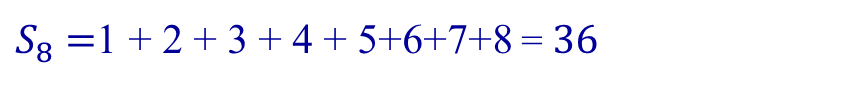 S₈ =1 + 2 + 3 + 4 + 5+6+7+8 = 36